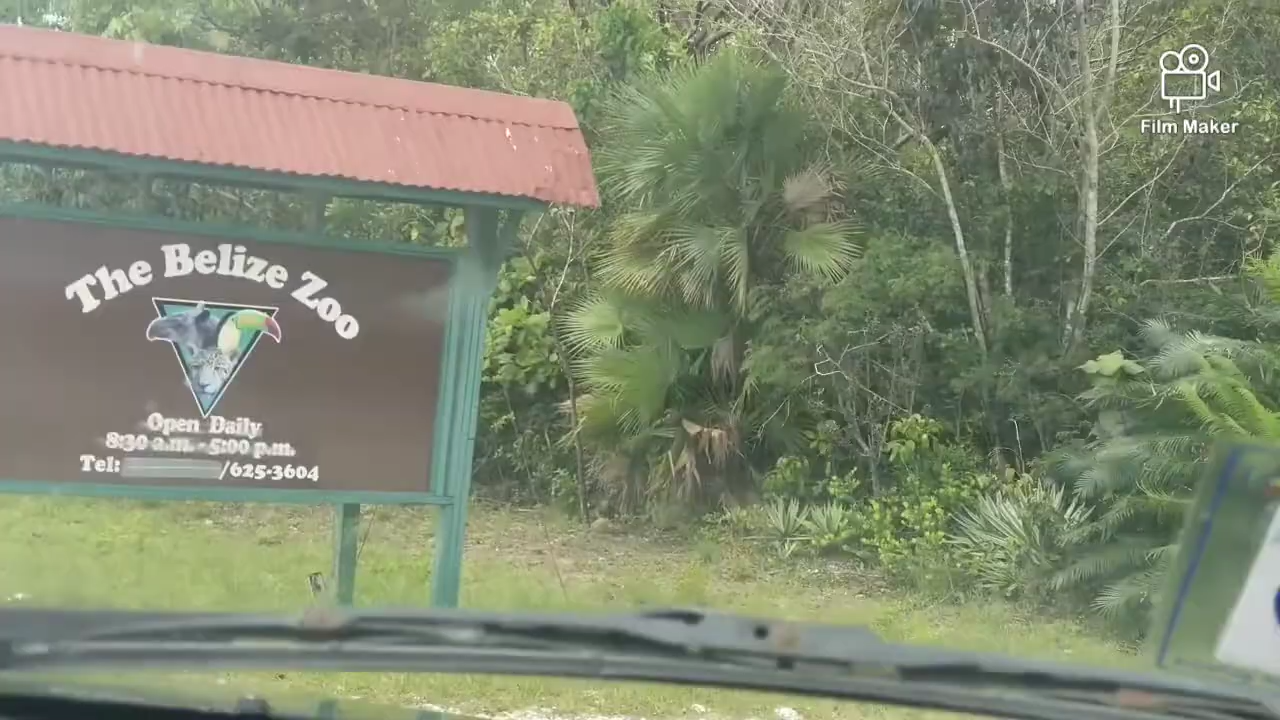 The Belize Zoo
Open Daily
8:30 a.m. - 5:00 p.m.
Tel: /625-3604
Film Maker